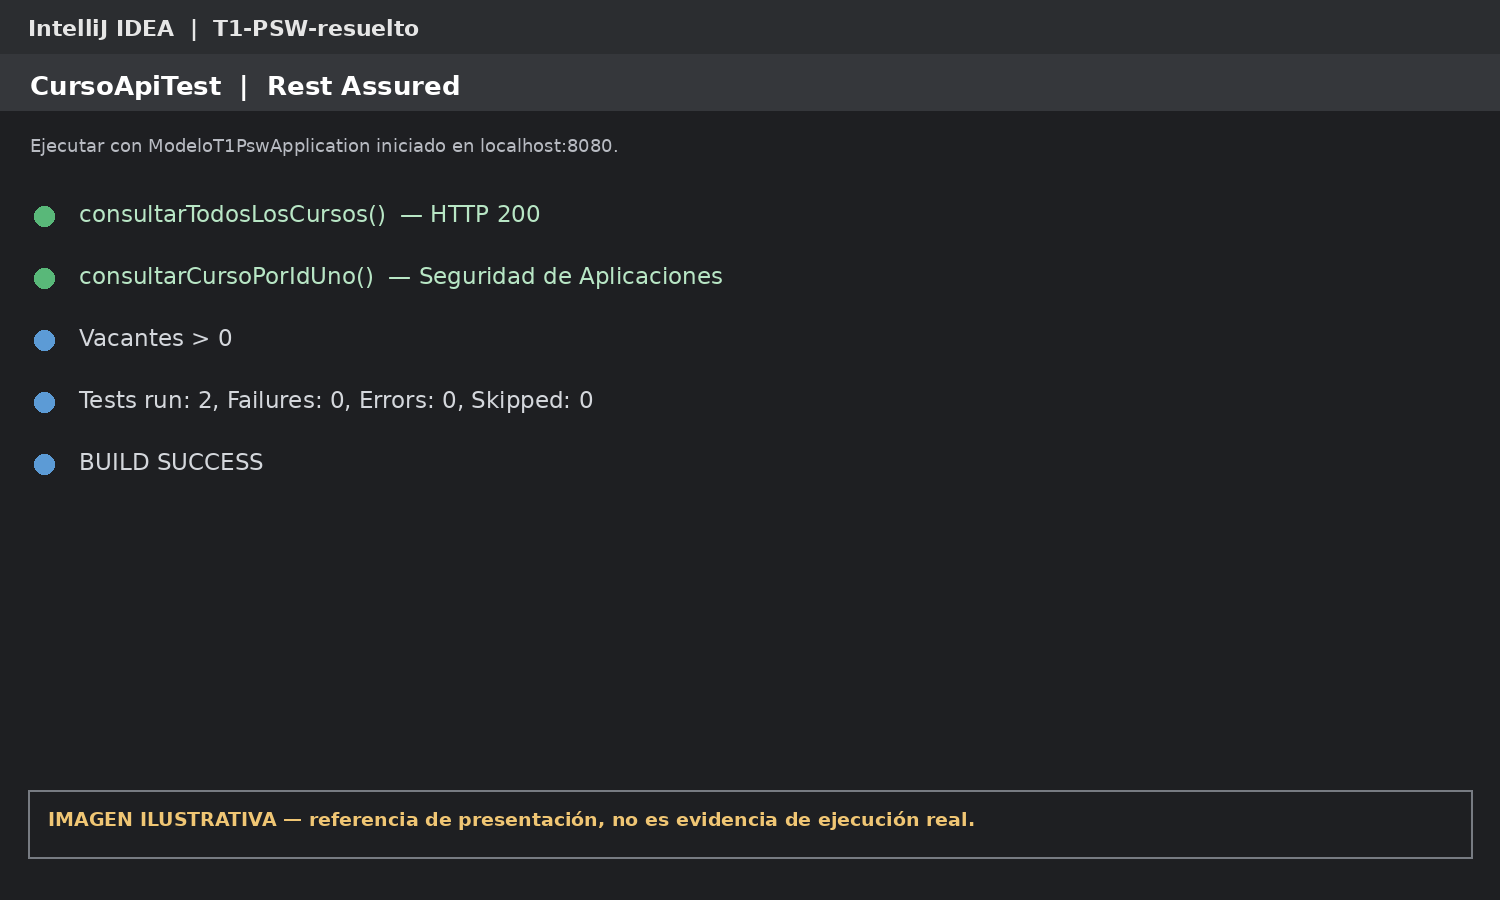 IntelliJ IDEA | T1-PSW-resuelto
CursoApiTest | Rest Assured
Ejecutar con ModeloT1PswApplication iniciado en localhost:8080.
consultarTodosLosCursos() — HTTP 200
consultarCursoPorIdUno() — Seguridad de Aplicaciones
Vacantes > 0
Tests run: 2, Failures: 0, Errors: 0, Skipped: 0
BUILD SUCCESS
IMAGEN ILUSTRATIVA — referencia de presentación, no es evidencia de ejecución real.